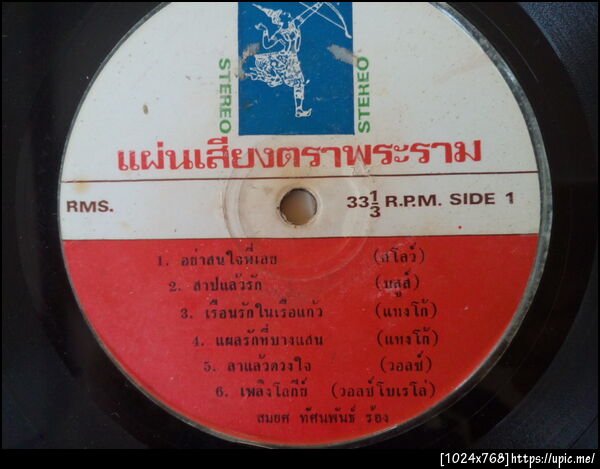 STEREO
STEREO
แผ่นเสียงตราพระราม
RMS.
33 1/3 R.P.M. SIDE 1
1. อย่าสนใจพี่เลย (สโลว์)
2. สาปแล้วรัก (บลูส์)
3. เรือนรักในเรือแก้ว (แทงโก้)
4. แผลรักที่บางแสน (แทงโก้)
5. ลาแล้วดวงใจ (วอลซ์)
6. เพลิงโลกีย์ (วอลซ์โบเรโล่)
สมยศ ทัศนพันธ์ ร้อง
[1024x768]https://upic.me/